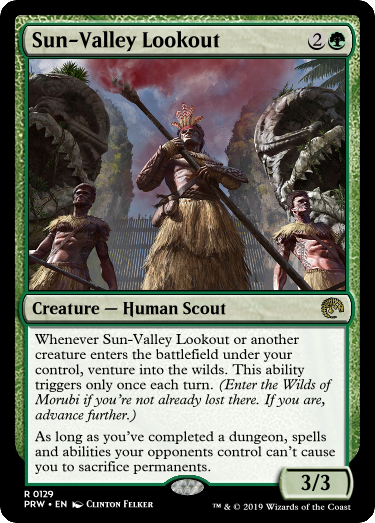 Sun-Valley Lookout 2
Creature — Human Scout
Whenever Sun-Valley Lookout or another
creature enters the battlefield under your
control, venture into the wilds. This ability
triggers only once each turn. (Enter the Wilds of
Morubi if you're not already lost there. If you are,
advance further.)
As long as you've completed a dungeon, spells
and abilities your opponents control can't cause
you to sacrifice permanents.
3/3
R 0129
PRW • EN Clinton Felker
™ & © 2019 Wizards of the Coast